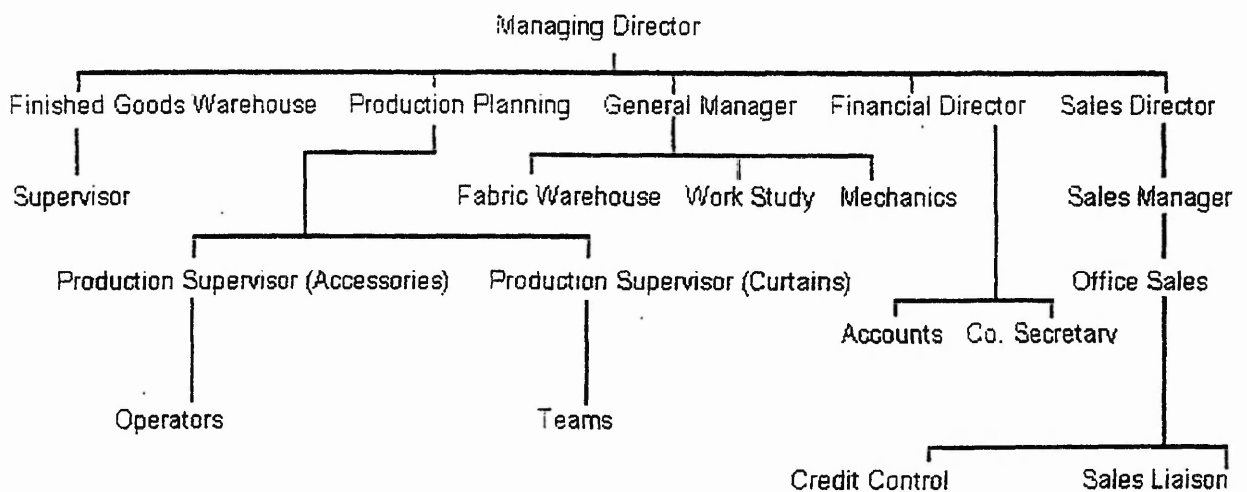 Managing Director
Finished Goods Warehouse Production Planning General Manager Financial Director Sales Director
Supervisor Fabric Warehouse Work Study Mechanics Sales Manager
Production Supervisor (Accessories) Production Supervisor (Curtains) Office Sales
Accounts Co. Secretary
Operators Teams
Credit Control Sales Liaison